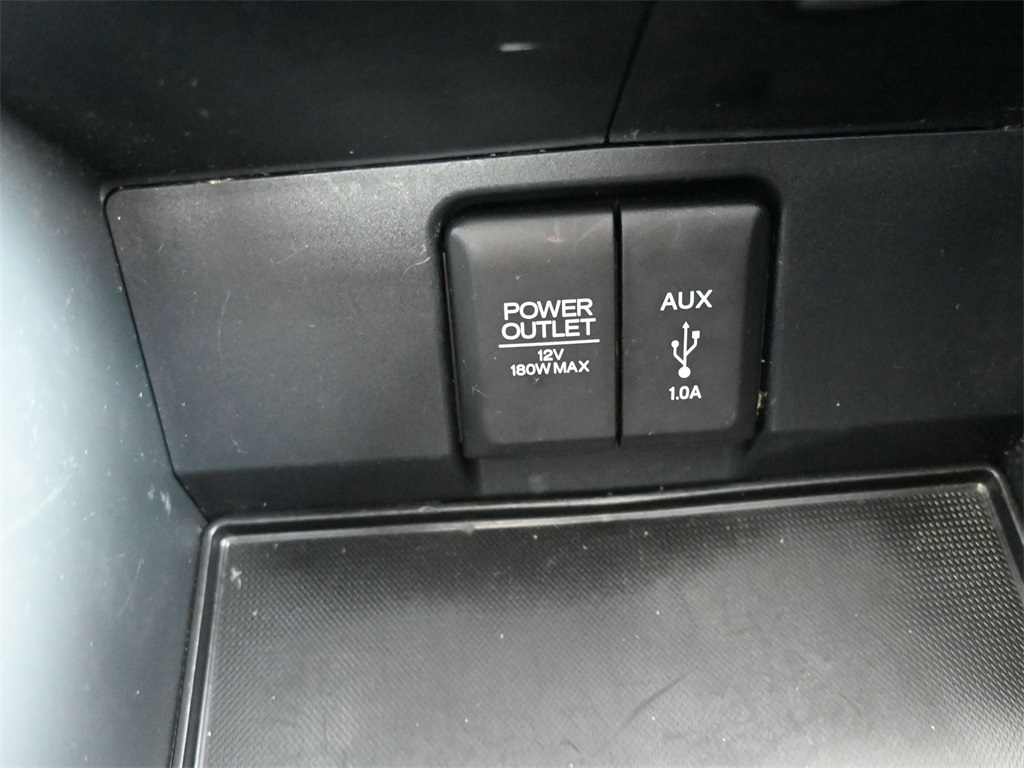 POWER
OUTLET
12V
180W MAX
AUX
1.0A